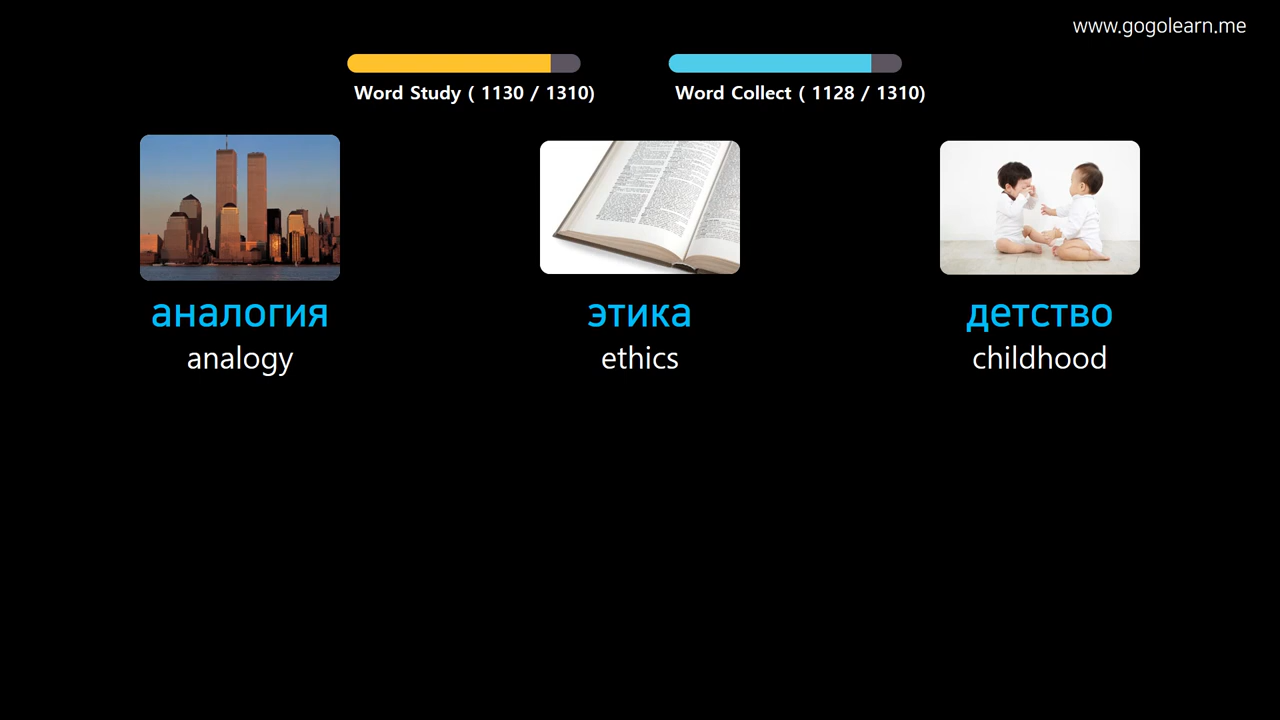 www.gogolearn.me
Word Study ( 1130 / 1310)
Word Collect ( 1128 / 1310)
аналогия
analogy
этика
ethics
детство
childhood